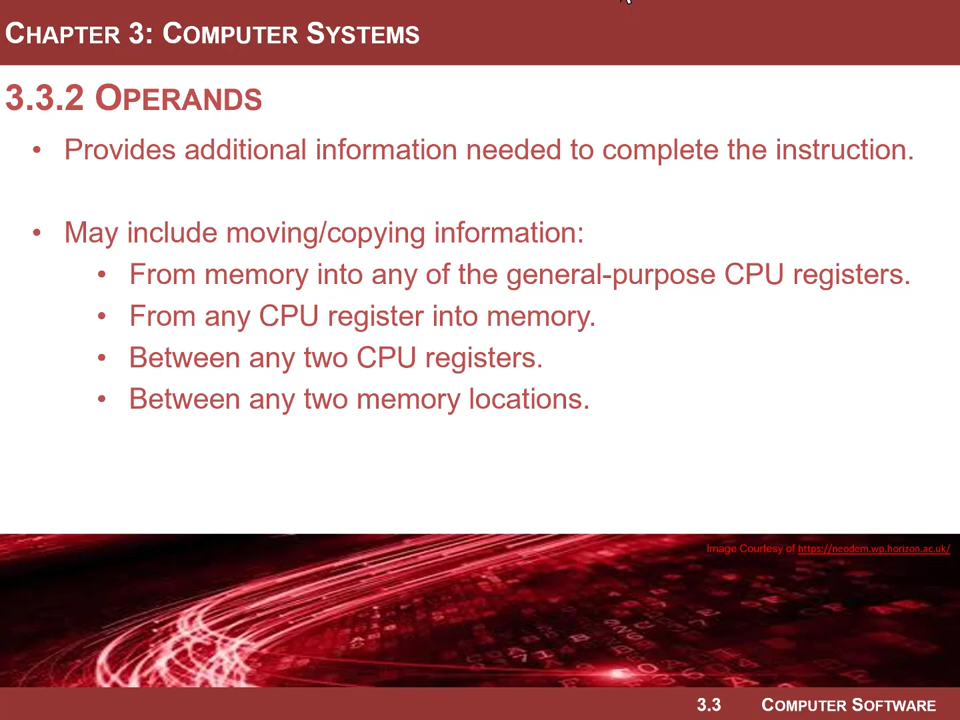 CHAPTER 3: COMPUTER SYSTEMS
3.3.2 OPERANDS
• Provides additional information needed to complete the instruction.
• May include moving/copying information:
• From memory into any of the general-purpose CPU registers.
• From any CPU register into memory.
• Between any two CPU registers.
• Between any two memory locations.
Image Courtesy of https://neodem.wp.horizon.ac.uk/
3.3 COMPUTER SOFTWARE